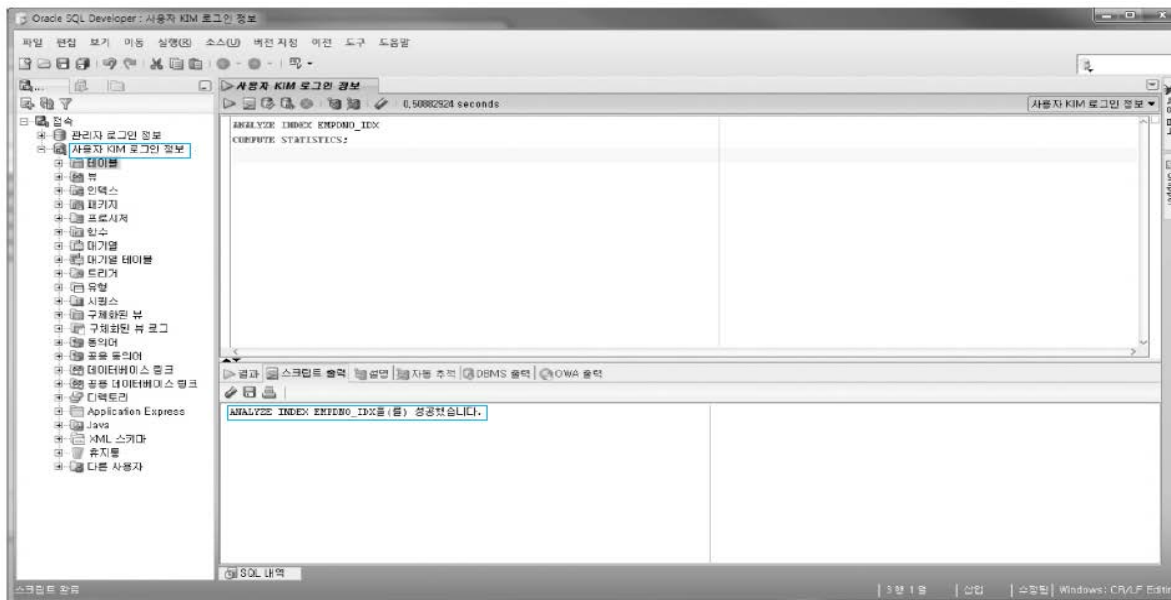 Oracle SQL Developer : 사용자 KIM 로그인 정보
파일 편집 보기 이동 실행(R) 소스(U) 버전 지정 이전 도구 도움말
사용자 KIM 로그인 정보
0,50882924 seconds
사용자 KIM 로그인 정보
접속
관리자 로그인 정보
사용자 KIM 로그인 정보
테이블
뷰
인덱스
패키지
프로시저
함수
대기열
대기열 테이블
트리거
유형
시퀀스
구체화된 뷰
구체화된 뷰 로그
동의어
공용 동의어
데이터베이스 링크
공용 데이터베이스 링크
디렉토리
Application Express
Java
XML 스키마
휴지통
다른 사용자
ANALYZE INDEX EMPDNO_IDX
COMPUTE STATISTICS;
결과 스크립트 출력 설명 자동 추적 DBMS 출력 OWA 출력
ANALYZE INDEX EMPDNO_IDX을(를) 성공했습니다.
SQL 내역
스크립트 완료
3 행 1 열 삽입 수정됨 Windows: CR/LF Editin